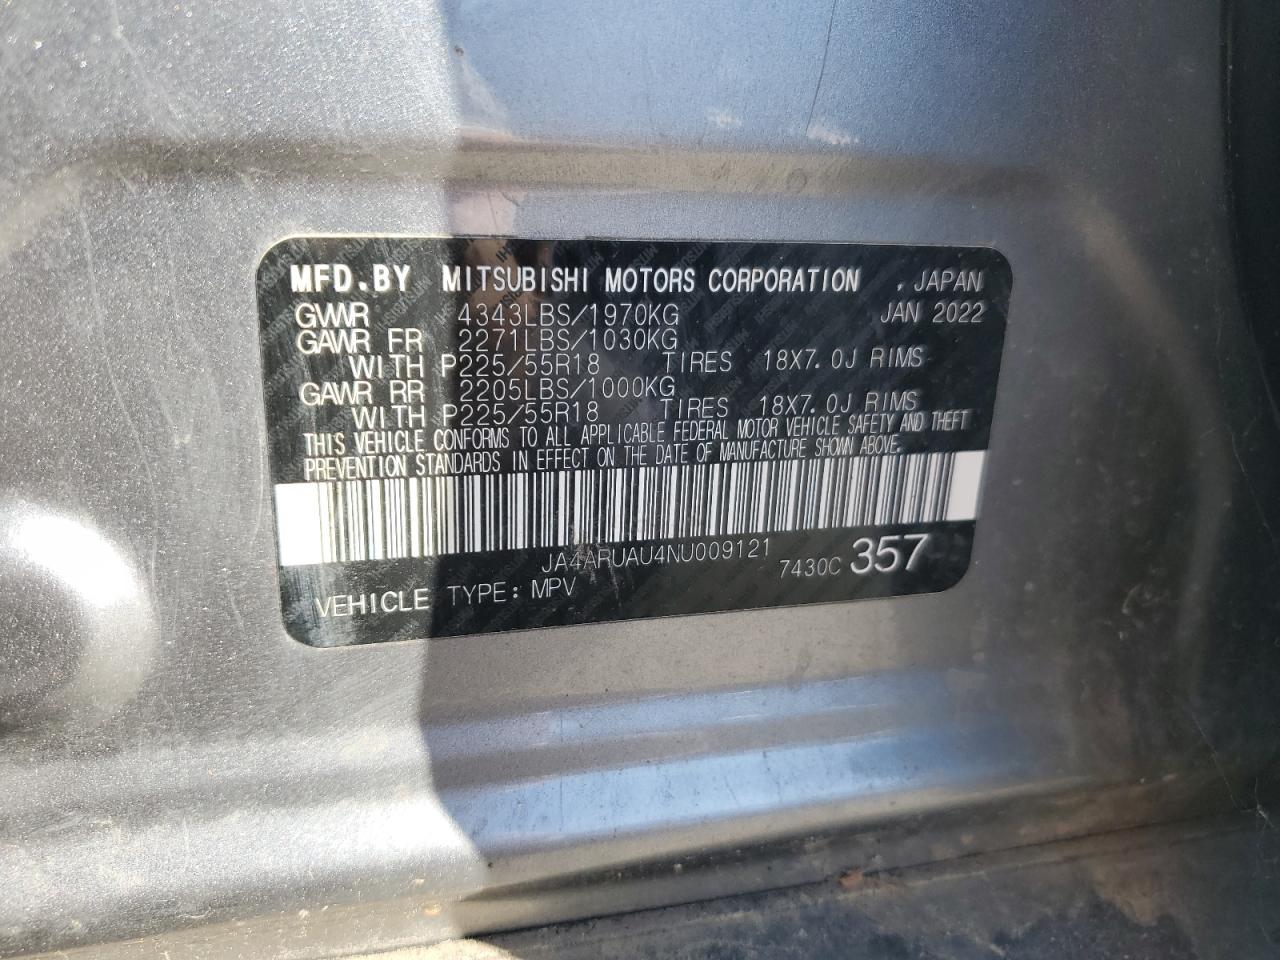 MFD.BY MITSUBISHI MOTORS CORPORATION , JAPAN
GVWR 4343LBS/1970KG JAN 2022
GAWR FR 2271LBS/1030KG
WITH P225/55R18 TIRES 18X7.0J RIMS
GAWR RR 2205LBS/1000KG
WITH P225/55R18 TIRES 18X7.0J RIMS
THIS VEHICLE CONFORMS TO ALL APPLICABLE FEDERAL MOTOR VEHICLE SAFETY AND THEFT
PREVENTION STANDARDS IN EFFECT ON THE DATE OF MANUFACTURE SHOWN ABOVE.
JA4ARUAU4NU009121
7430C 357
VEHICLE TYPE: MPV